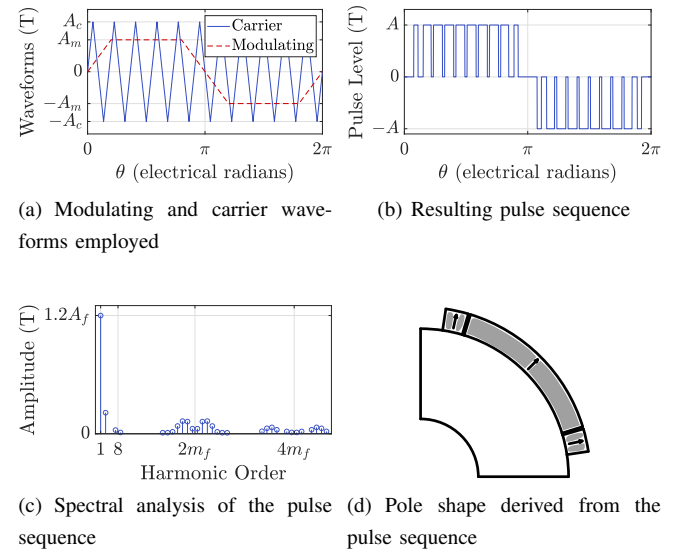 Waveforms (T)
A_c
A_m
0
−A_m
−A_c
Carrier
Modulating
0
π
2π
θ (electrical radians)
(a) Modulating and carrier wave-
forms employed
Pulse Level (T)
A
0
−A
0
π
2π
θ (electrical radians)
(b) Resulting pulse sequence
Amplitude (T)
1.2A_f
0
1
8
2m_f
4m_f
Harmonic Order
(c) Spectral analysis of the pulse
sequence
(d) Pole shape derived from the
pulse sequence